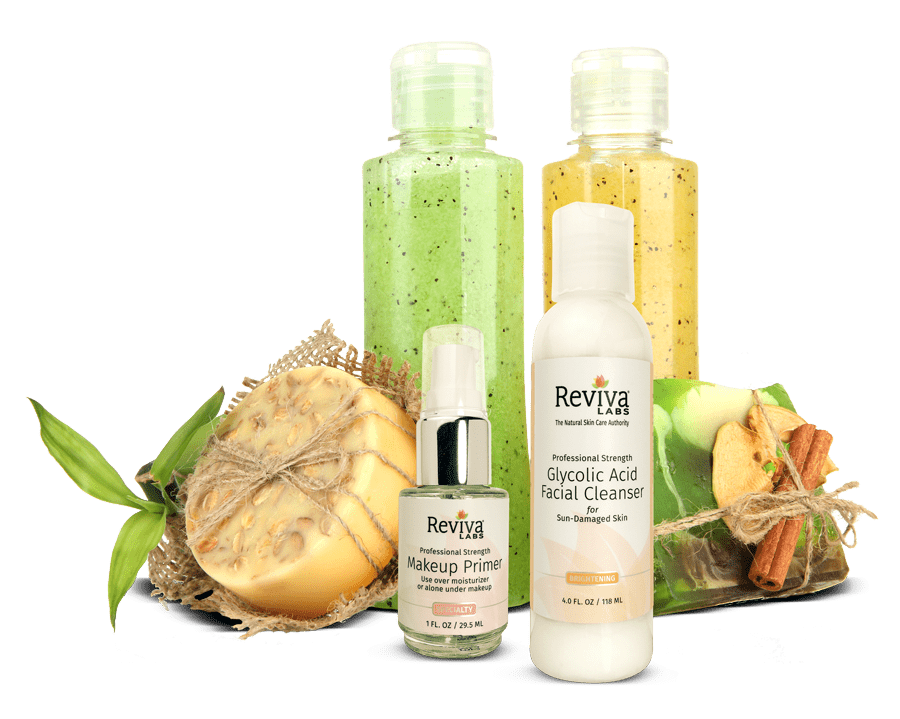 Reviva
LABS
Professional Strength
Makeup Primer
Use over moisturizer
or alone under makeup
SPECIALTY
1 FL. OZ / 29.5 ML
Reviva
LABS
The Natural Skin Care Authority
Professional Strength
Glycolic Acid
Facial Cleanser
for
Sun-Damaged Skin
BRIGHTENING
4.0 FL. OZ / 118 ML